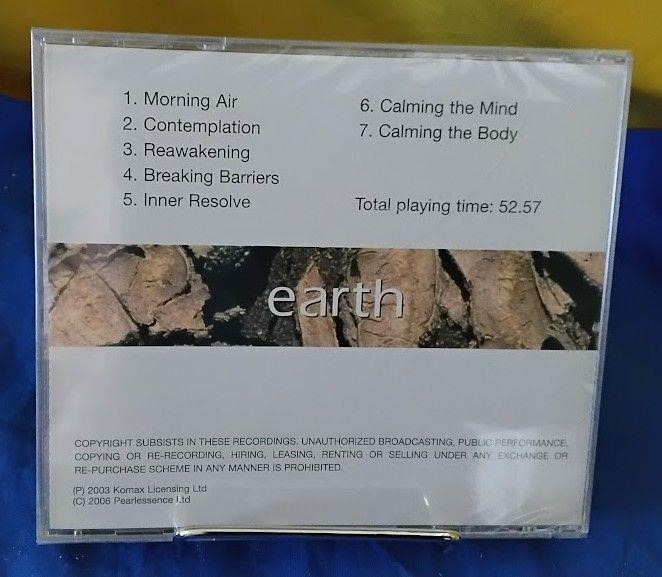 1. Morning Air
2. Contemplation
3. Reawakening
4. Breaking Barriers
5. Inner Resolve
6. Calming the Mind
7. Calming the Body
Total playing time: 52.57
earth
COPYRIGHT SUBSISTS IN THESE RECORDINGS. UNAUTHORIZED BROADCASTING, PUBLIC PERFORMANCE,
COPYING OR RE-RECORDING, HIRING, LEASING, RENTING OR SELLING UNDER ANY EXCHANGE OR
RE-PURCHASE SCHEME IN ANY MANNER IS PROHIBITED.
(P) 2003 Komax Licensing Ltd
(C) 2006 Pearlessence Ltd